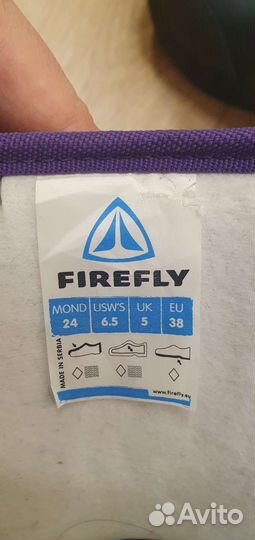 FIREFLY
MOND USW'S UK EU
24 6.5 5 38
MADE IN SERBIA
www.firefly.eu
Avito